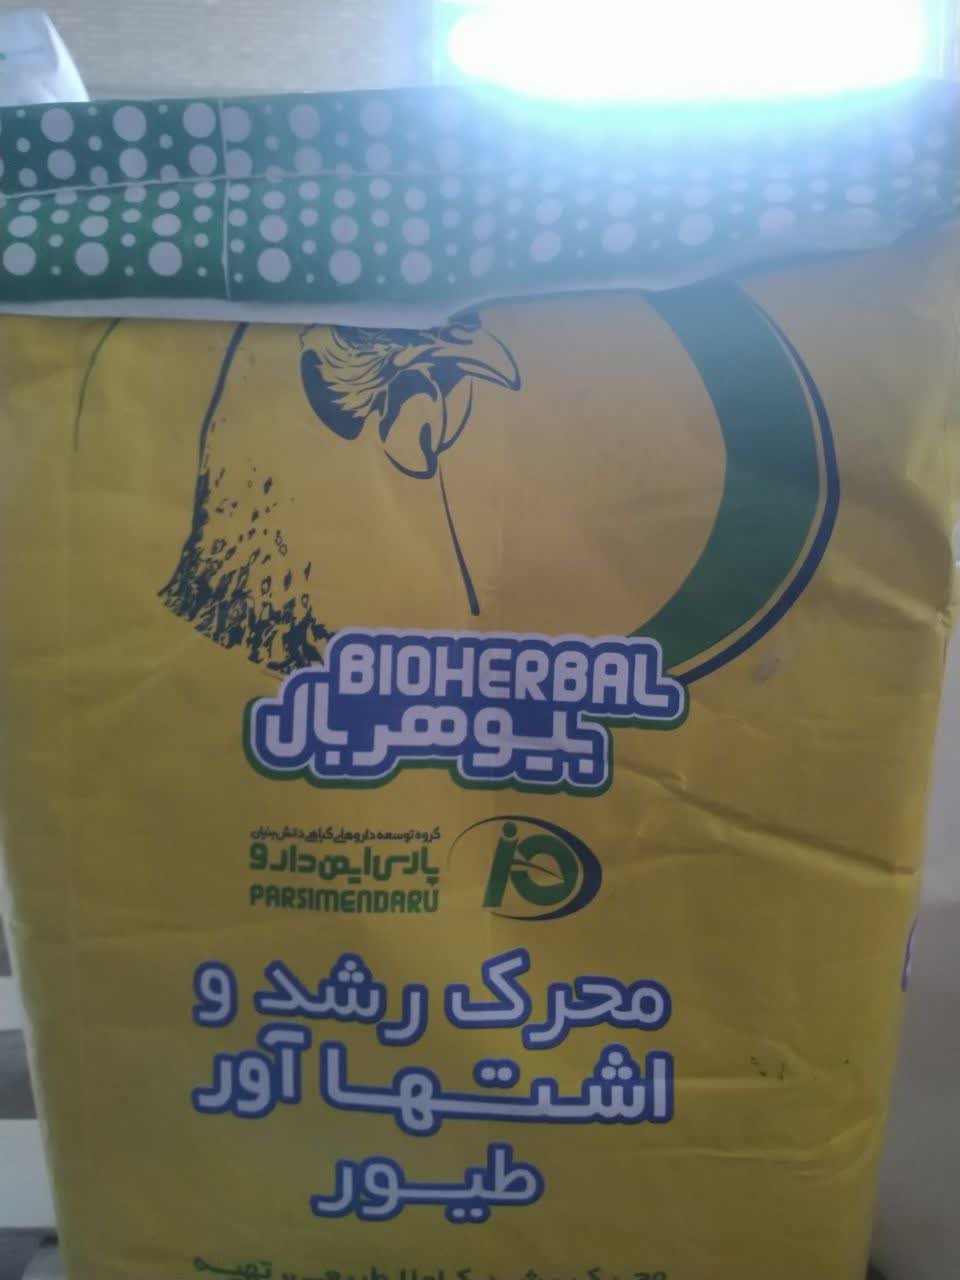 BIOHERBAL
بیوهربال
گروه توسعه داروهای گیاهی دانش بنیان
پارس ایمن دارو
PARSIMENDARU
محرک رشد و
اشتها آور
طیور